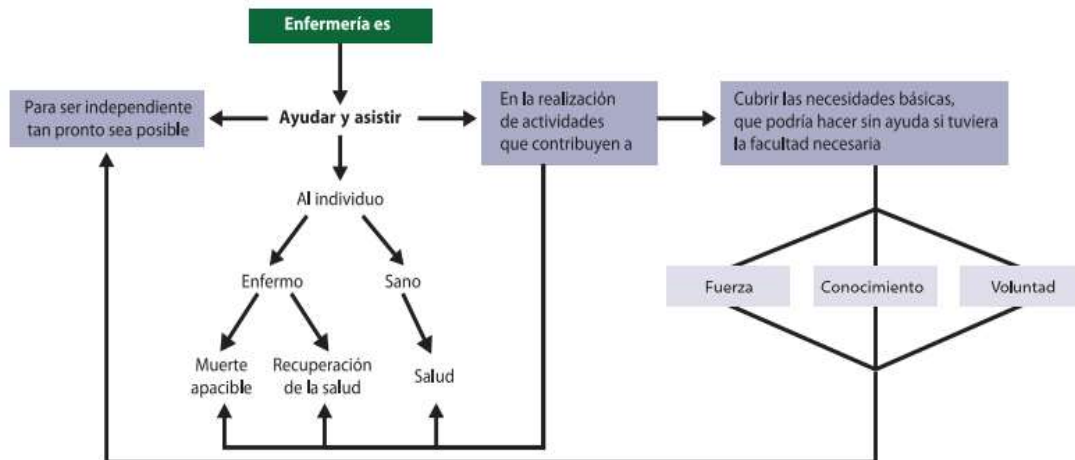 Enfermería es
Para ser independiente
tan pronto sea posible
Ayudar y asistir
En la realización
de actividades
que contribuyen a
Cubrir las necesidades básicas,
que podría hacer sin ayuda si tuviera
la facultad necesaria
Al individuo
Enfermo
Sano
Fuerza
Conocimiento
Voluntad
Muerte
apacible
Recuperación
de la salud
Salud